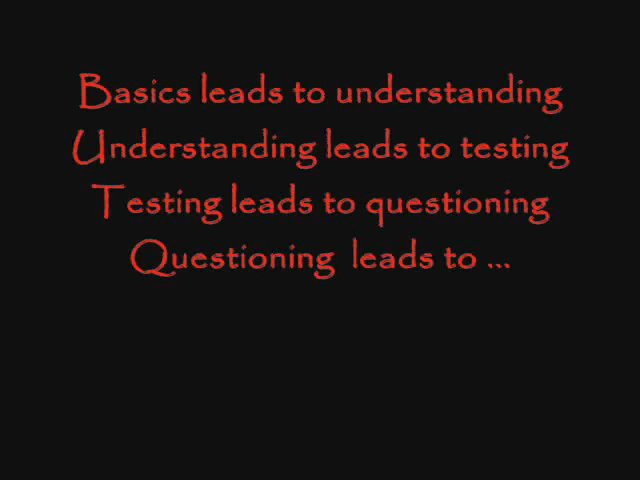 Basics leads to understanding
Understanding leads to testing
Testing leads to questioning
Questioning leads to ...